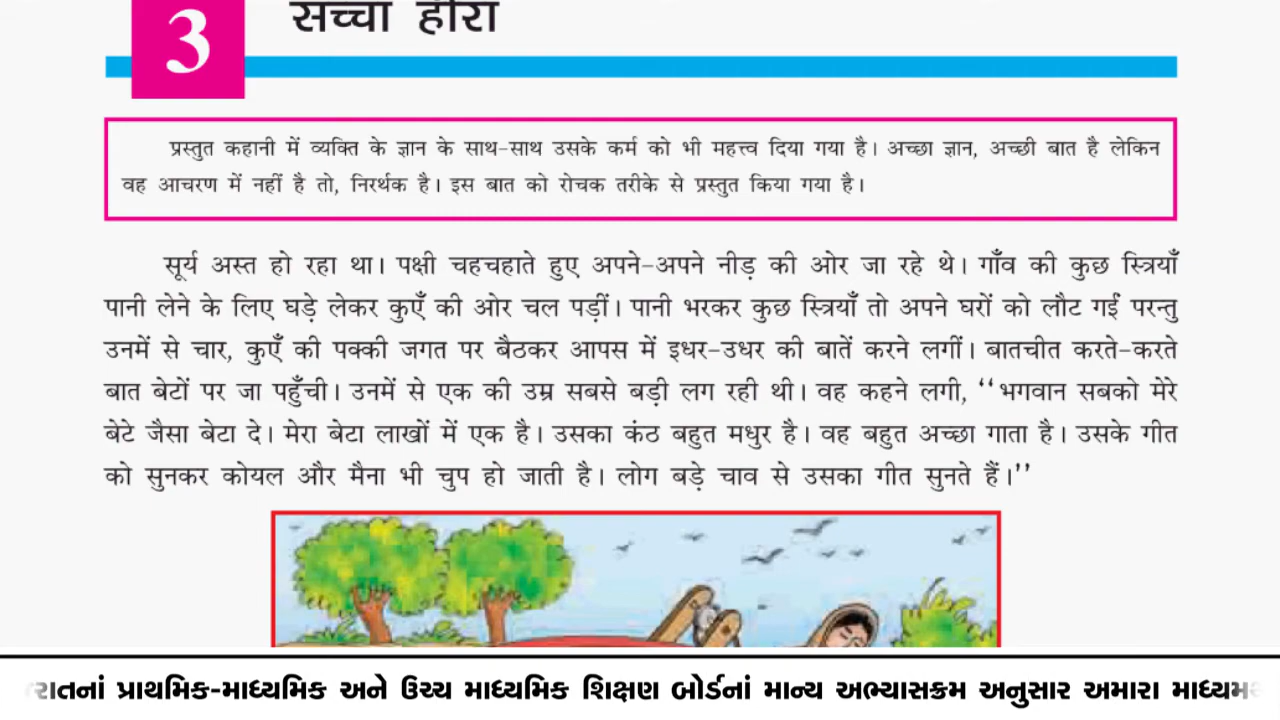 3
सच्चा हीरा
प्रस्तुत कहानी में व्यक्ति के ज्ञान के साथ-साथ उसके कर्म को भी महत्त्व दिया गया है। अच्छा ज्ञान, अच्छी बात है लेकिन
वह आचरण में नहीं है तो, निरर्थक है। इस बात को रोचक तरीके से प्रस्तुत किया गया है।
सूर्य अस्त हो रहा था। पक्षी चहचहाते हुए अपने-अपने नीड़ की ओर जा रहे थे। गाँव की कुछ स्त्रियाँ
पानी लेने के लिए घड़े लेकर कुएँ की ओर चल पड़ीं। पानी भरकर कुछ स्त्रियाँ तो अपने घरों को लौट गईं परन्तु
उनमें से चार, कुएँ की पक्की जगत पर बैठकर आपस में इधर-उधर की बातें करने लगीं। बातचीत करते-करते
बात बेटों पर जा पहुँची। उनमें से एक की उम्र सबसे बड़ी लग रही थी। वह कहने लगी, ‘‘भगवान सबको मेरे
बेटे जैसा बेटा दे। मेरा बेटा लाखों में एक है। उसका कंठ बहुत मधुर है। वह बहुत अच्छा गाता है। उसके गीत
को सुनकर कोयल और मैना भी चुप हो जाती है। लोग बड़े चाव से उसका गीत सुनते हैं।’’
પ્રાથમિક-માધ્યમિક અને ઉચ્ચ માધ્યમિક શિક્ષણ બોર્ડનાં માન્ય અભ્યાસક્રમ અનુસાર અમારા